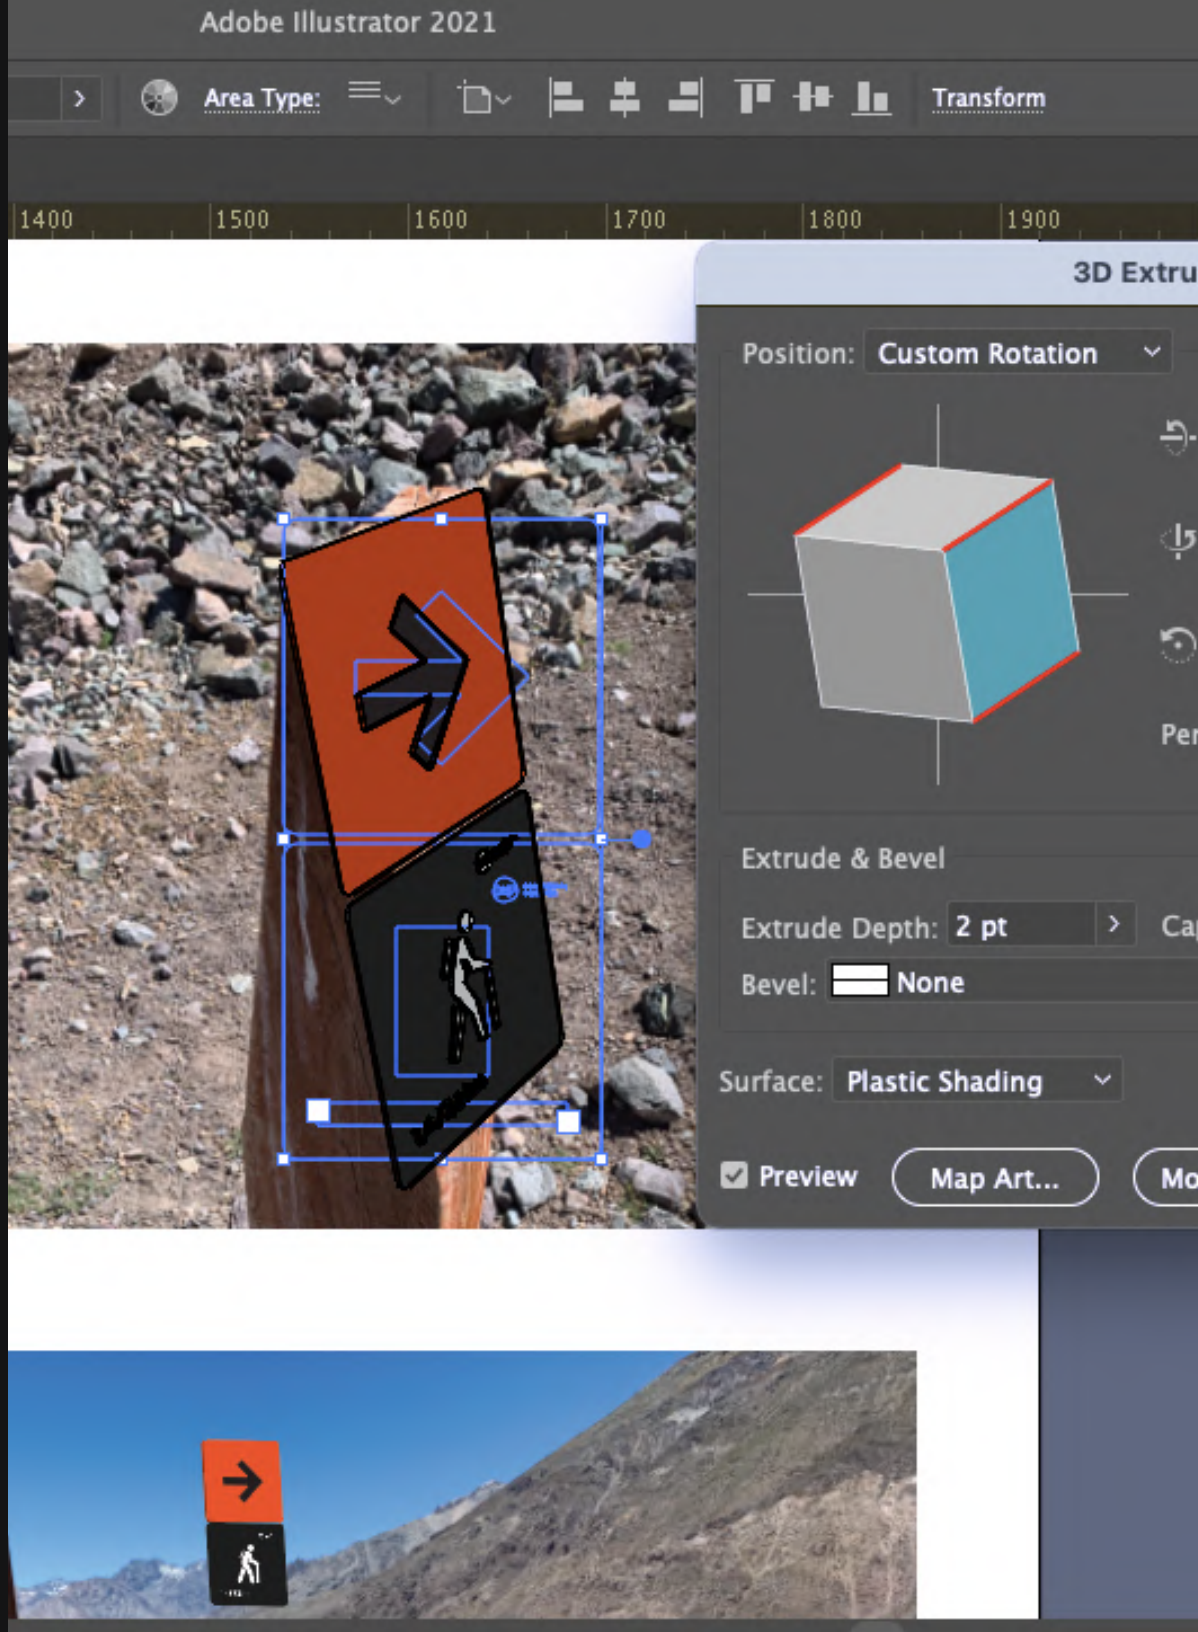 Adobe Illustrator 2021
Area Type:
Transform
1400 1500 1600 1700 1800 1900
3D Extru
Position: Custom Rotation
Per
Extrude & Bevel
Extrude Depth: 2 pt
Cap
Bevel: None
Surface: Plastic Shading
Preview
Map Art...
Mo